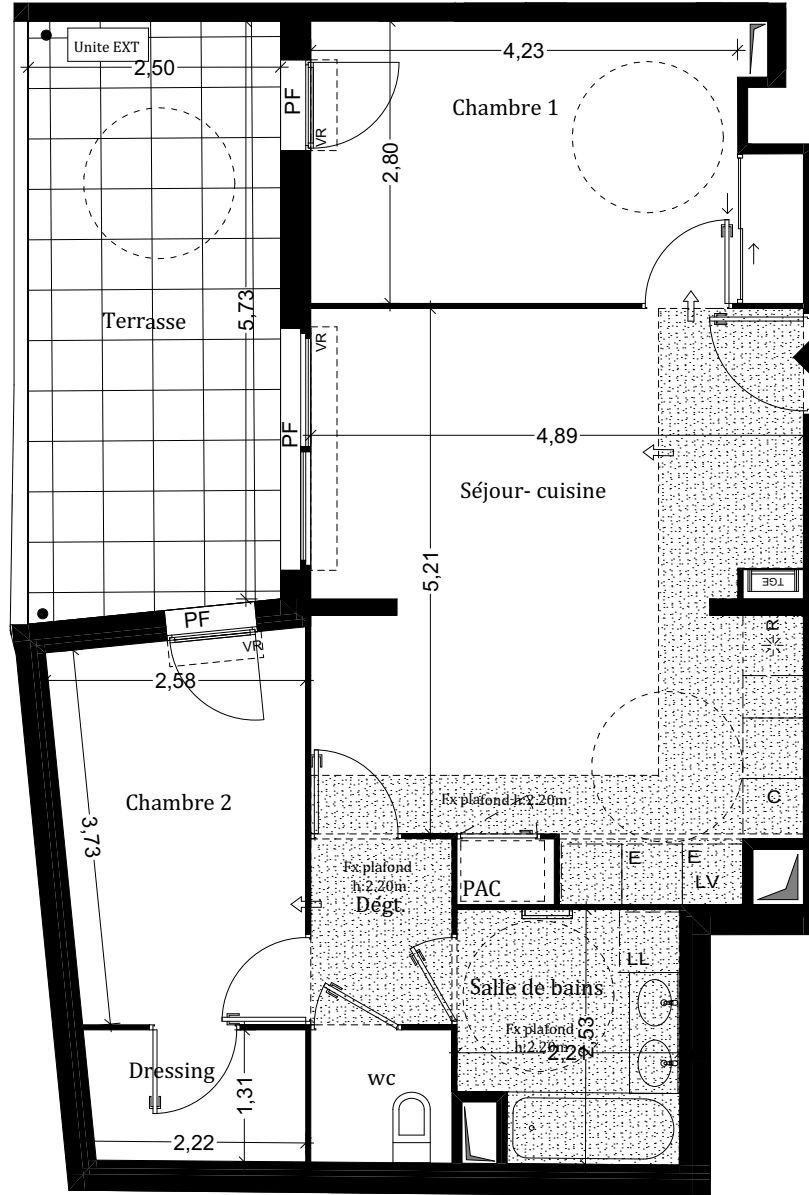 Unite EXT
2,50
PF
VR
4,23
Chambre 1
2,80
Terrasse
5,73
VR
PF
4,89
Séjour- cuisine
5,21
TGE
R
PF
VR
2,58
Chambre 2
3,73
C
Fx plafond h:2.20m
E
E
LV
PAC
Fx plafond
h:2.20m
Dégt.
LL
Salle de bains
Fx plafond
h:2.20m
2,53
Dressing
1,31
2,22
wc